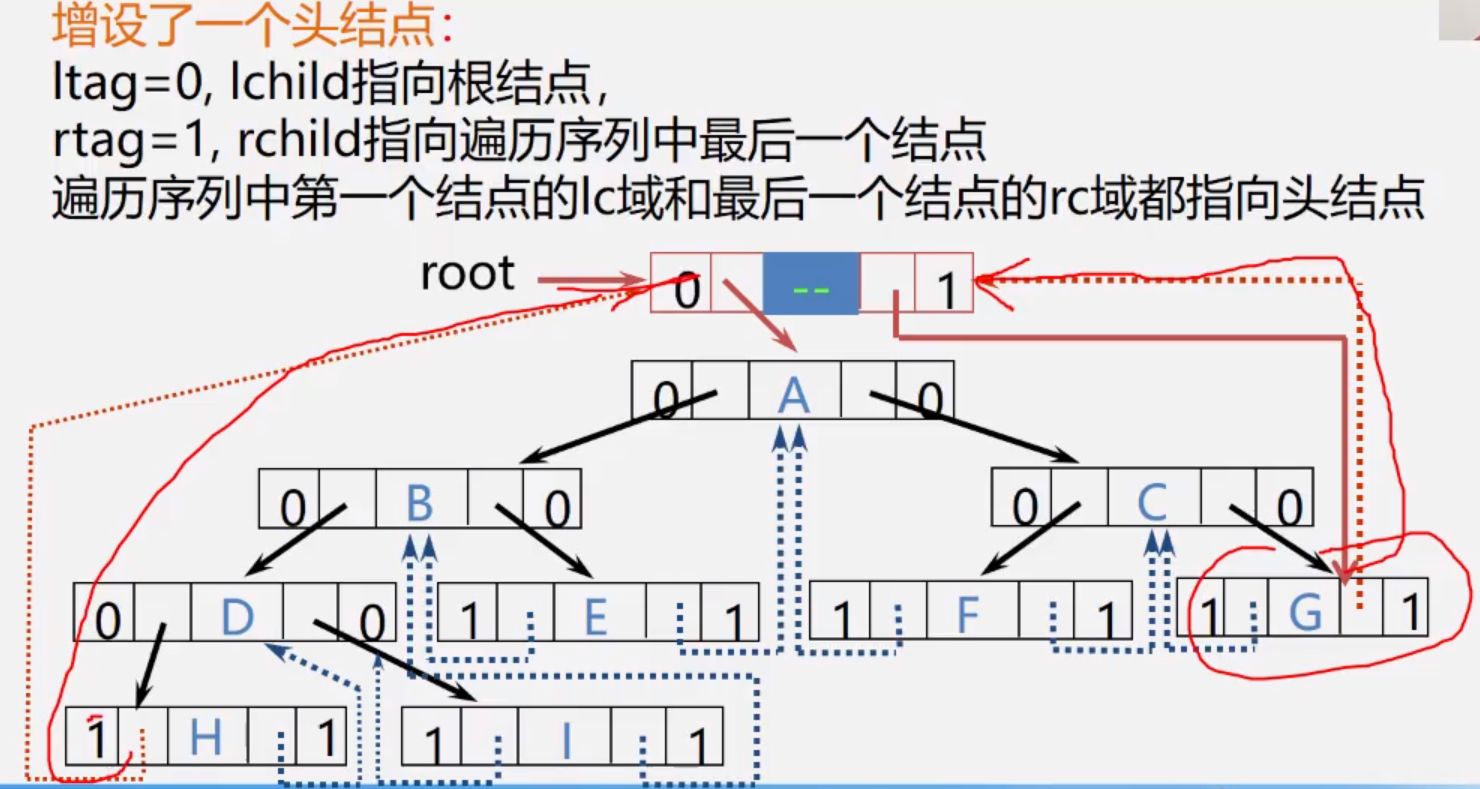 增设了一个头结点：
ltag=0, lchild指向根结点,
rtag=1, rchild指向遍历序列中最后一个结点
遍历序列中第一个结点的lc域和最后一个结点的rc域都指向头结点
root 0 -- 1
0 A 0
0 B 0 0 C 0
0 D 0 1 E 1 1 F 1 1 G 1
1 H 1 1 I 1